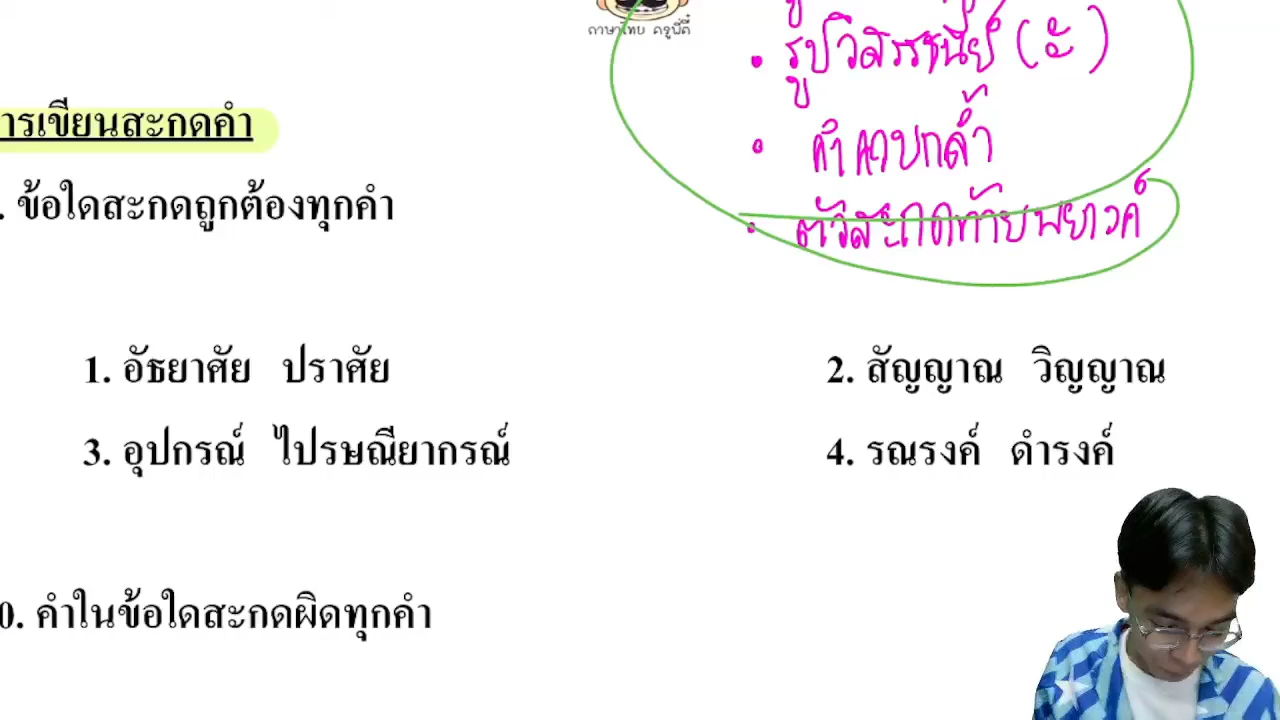 ภาษาไทย ครูพี่ดี้
• รูปวิสรรชนีย์ (ะ)
ารเขียนสะกดคำ
• คำควบกล้ำ
. ข้อใดสะกดถูกต้องทุกคำ
• ตัวสะกดท้ายพยางค์
1. อัธยาศัย ปราศัย
2. สัญญาณ วิญญาณ
3. อุปกรณ์ ไปรษณียากรณ์
4. รณรงค์ ดำรงค์
0. คำในข้อใดสะกดผิดทุกคำ